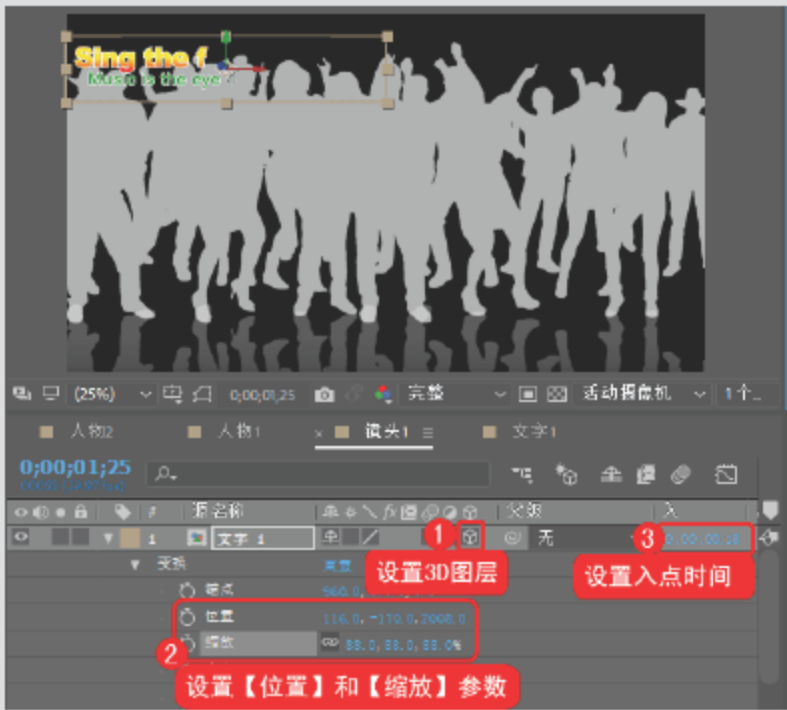 Sing the f
Music is the eye
(25%) 0;00;01;25 完整 活动摄像机 1个...
人物2 人物1 × 镜头1 文字1
0;00;01;25
# 源名称 父级 入
1 文字 1 ① 无 ③
变换 重置 设置3D图层 设置入点时间
锚点 960.0,
位置 116.0,-170.0,2008.0
缩放 88.0,88.0,88.0%
② 设置【位置】和【缩放】参数